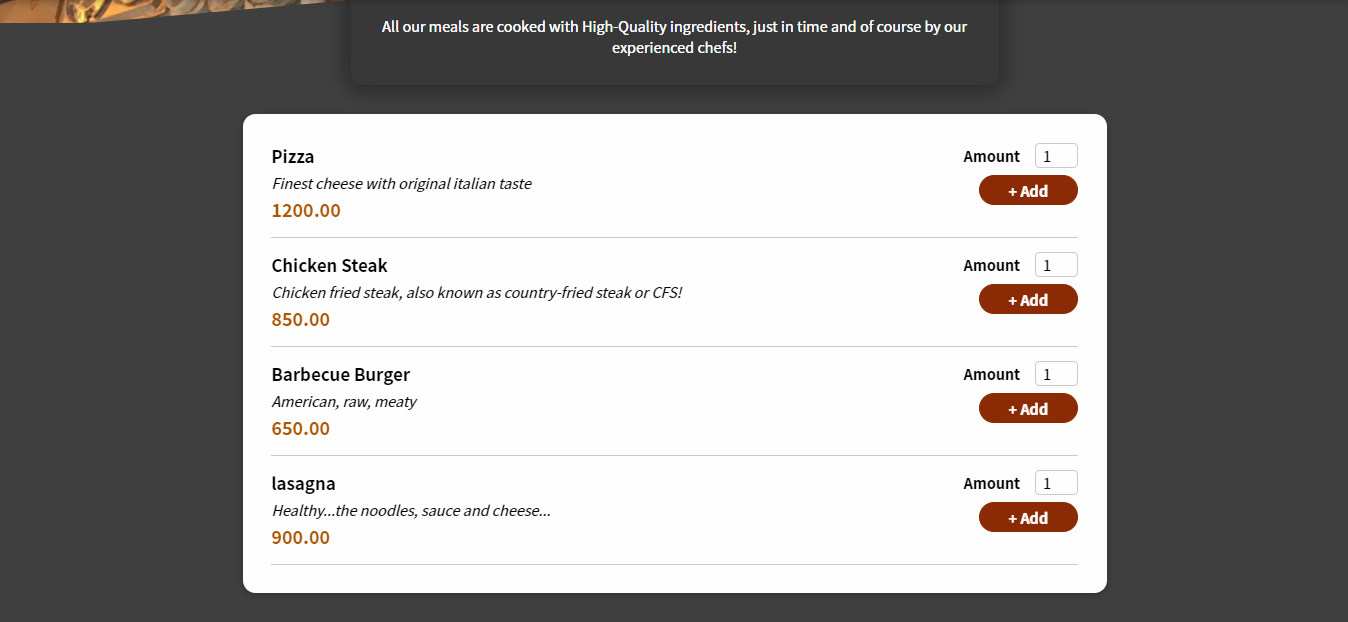 All our meals are cooked with High-Quality ingredients, just in time and of course by our
experienced chefs!
Pizza
Finest cheese with original italian taste
1200.00
Amount 1
+ Add
Chicken Steak
Chicken fried steak, also known as country-fried steak or CFS!
850.00
Amount 1
+ Add
Barbecue Burger
American, raw, meaty
650.00
Amount 1
+ Add
lasagna
Healthy...the noodles, sauce and cheese...
900.00
Amount 1
+ Add